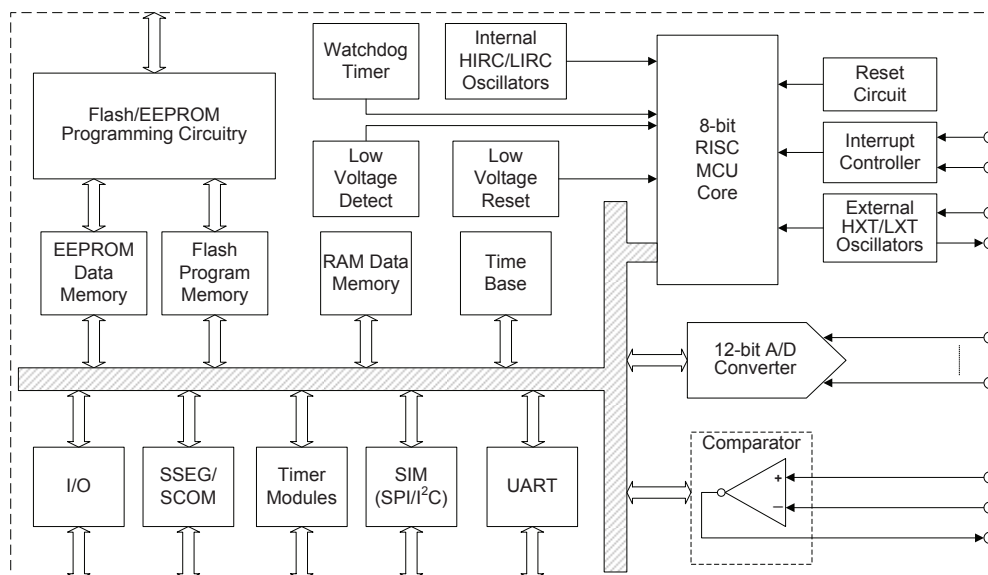 Flash/EEPROM
Programming Circuitry
Watchdog
Timer
Internal
HIRC/LIRC
Oscillators
Low
Voltage
Detect
Low
Voltage
Reset
8-bit
RISC
MCU
Core
Reset
Circuit
Interrupt
Controller
External
HXT/LXT
Oscillators
EEPROM
Data
Memory
Flash
Program
Memory
RAM Data
Memory
Time
Base
12-bit A/D
Converter
Comparator
+
−
I/O
SSEG/
SCOM
Timer
Modules
SIM
(SPI/I²C)
UART